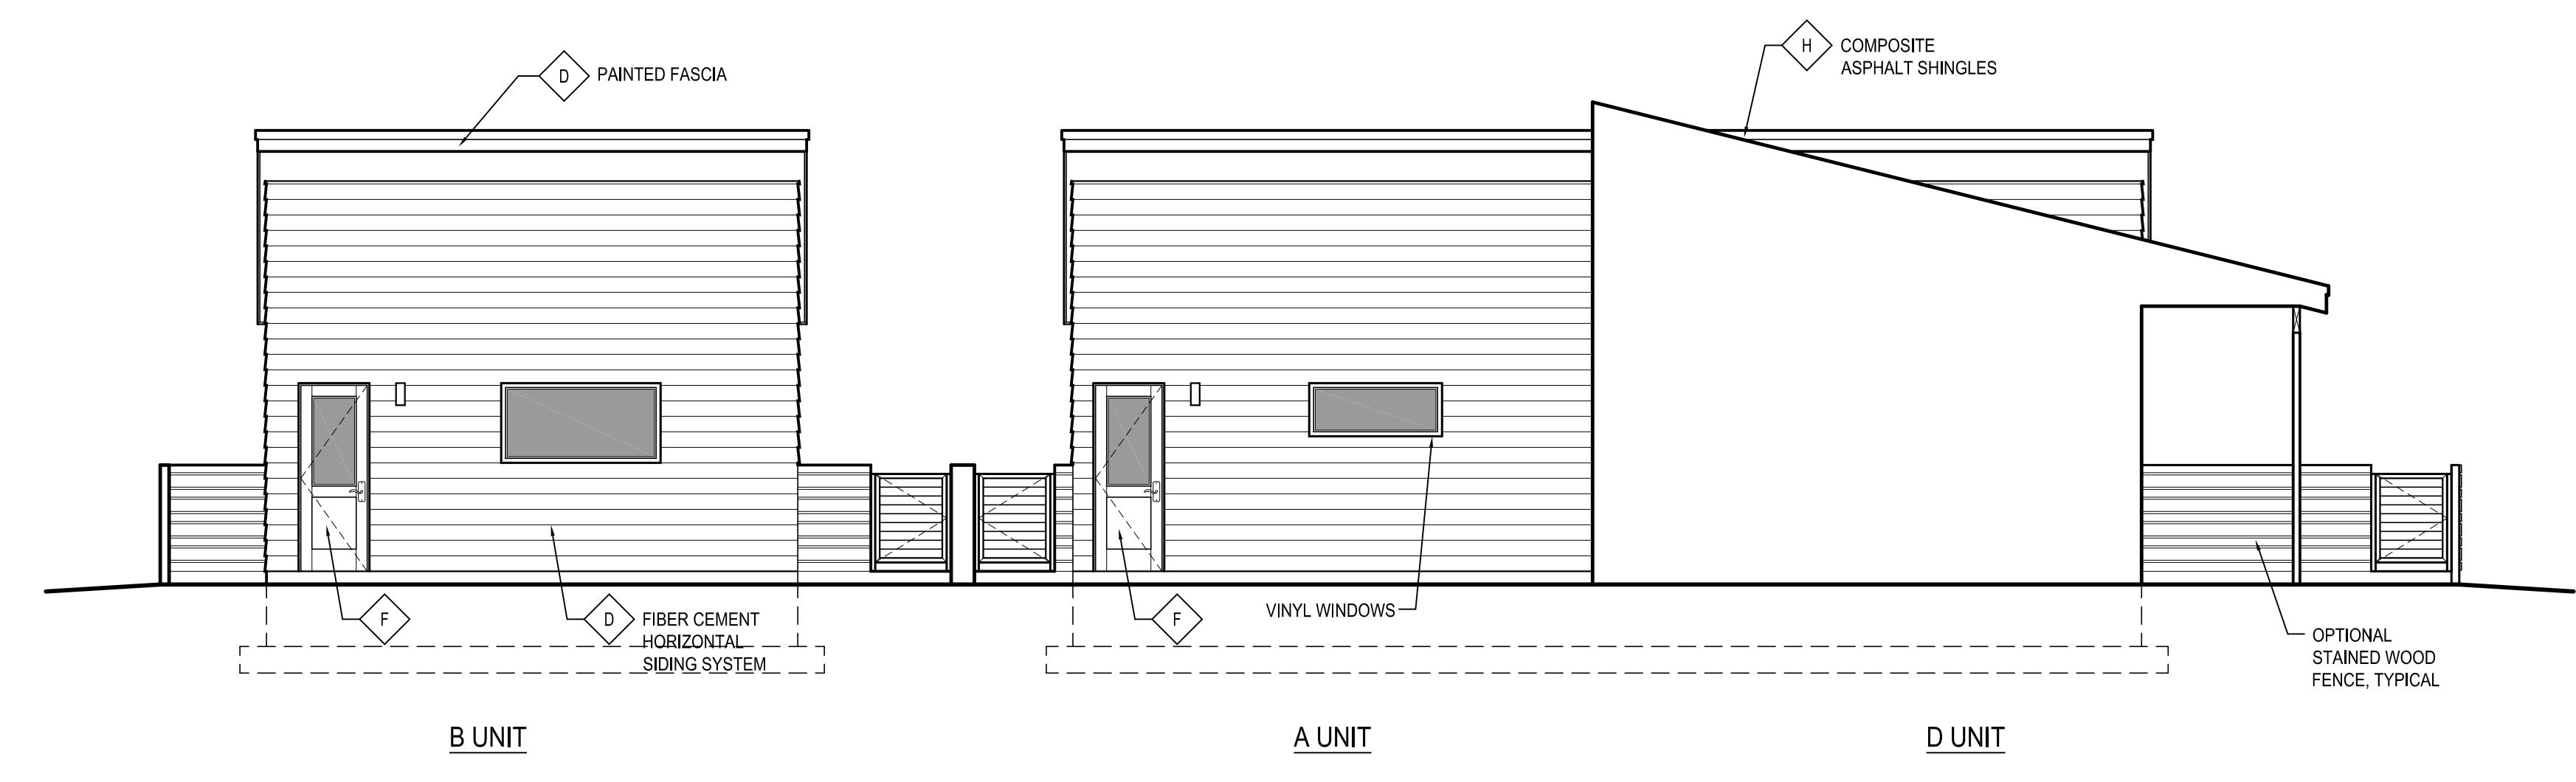 D PAINTED FASCIA
H COMPOSITE
ASPHALT SHINGLES
F
D FIBER CEMENT
HORIZONTAL
SIDING SYSTEM
F
VINYL WINDOWS
OPTIONAL
STAINED WOOD
FENCE, TYPICAL
B UNIT
A UNIT
D UNIT